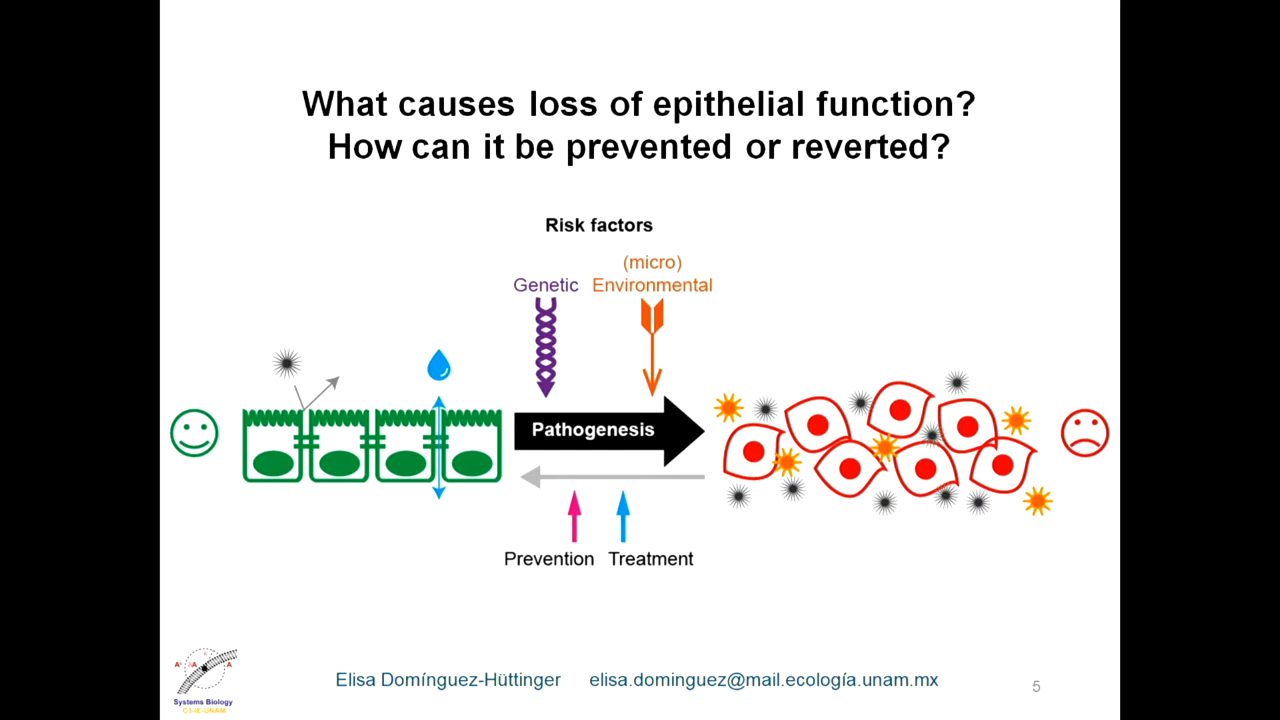 What causes loss of epithelial function?
How can it be prevented or reverted?
Risk factors
(micro)
Genetic Environmental
Pathogenesis
Prevention Treatment
Systems Biology
Elisa Domínguez-Hüttinger elisa.dominguez@mail.ecología.unam.mx
5